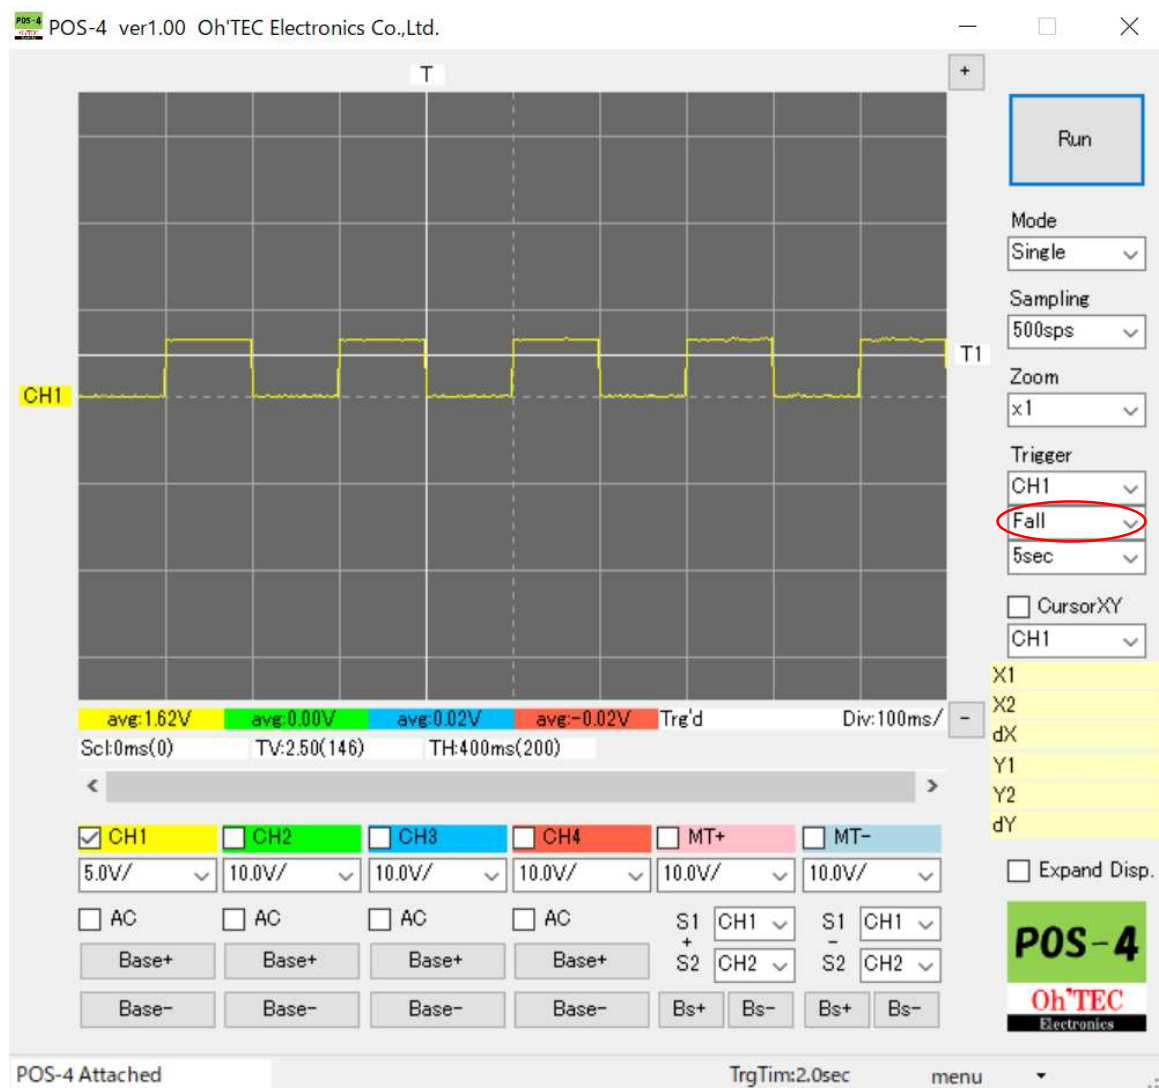 POS-4 ver1.00 Oh'TEC Electronics Co.,Ltd.
T
+
Run
Mode
Single
Sampling
500sps
T1
Zoom
x1
CH1
Trigger
CH1
Fall
5sec
CursorXY
CH1
X1
X2
dX
Y1
Y2
dY
avg:1.62V avg:0.00V avg:0.02V avg:-0.02V Trg'd Div:100ms/ -
Scl:0ms(0) TV:2.50(146) TH:400ms(200)
< >
CH1 CH2 CH3 CH4 MT+ MT-
5.0V/ 10.0V/ 10.0V/ 10.0V/ 10.0V/ 10.0V/
Expand Disp.
AC AC AC AC S1 CH1 S1 CH1
+ -
Base+ Base+ Base+ Base+ S2 CH2 S2 CH2
Base- Base- Base- Base- Bs+ Bs- Bs+ Bs-
POS-4
Oh'TEC
Electronics
POS-4 Attached TrgTim:2.0sec menu